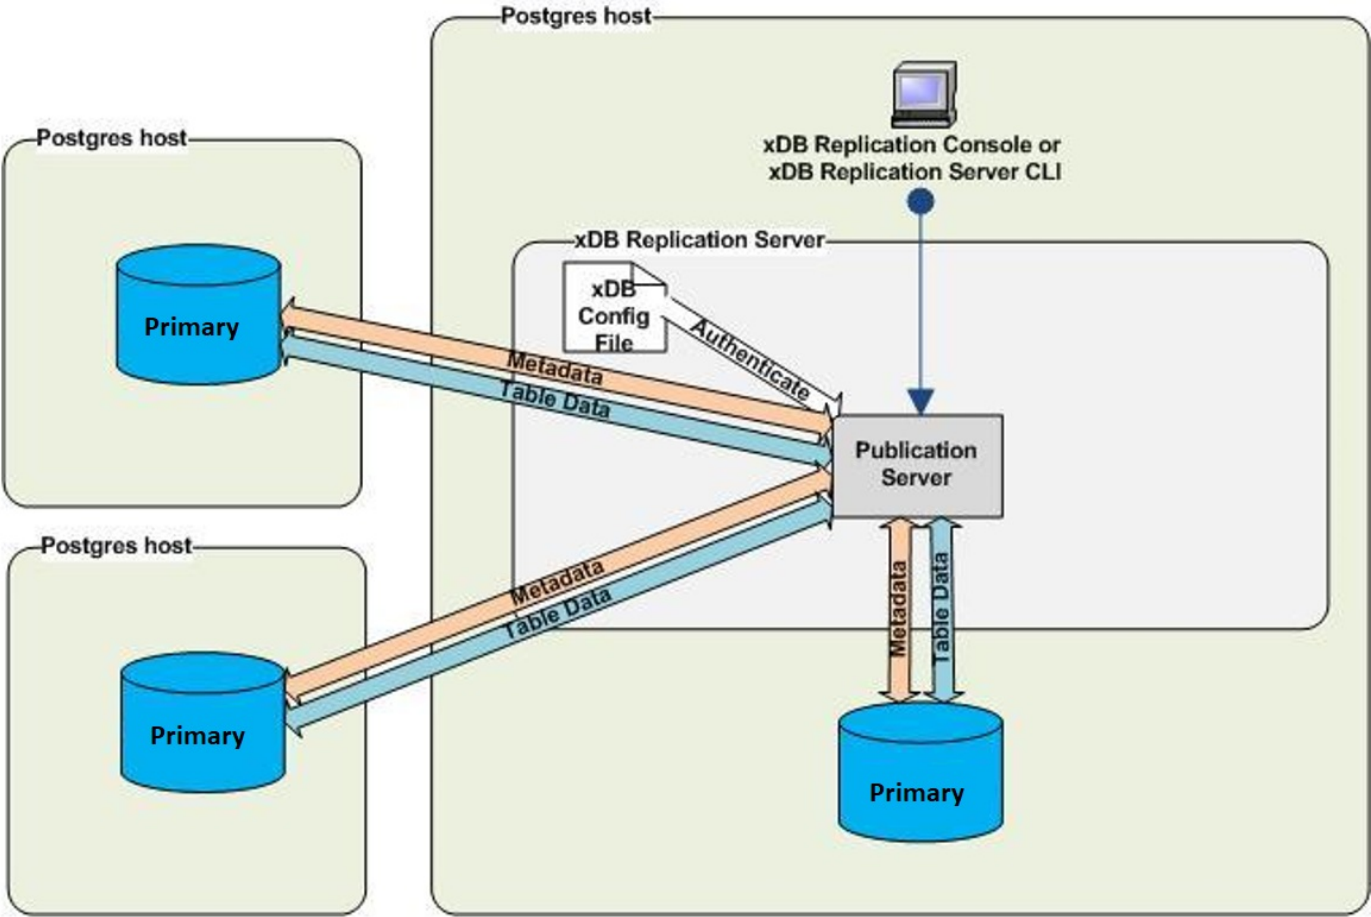 Postgres host
xDB Replication Console or
xDB Replication Server CLI
Postgres host
xDB Replication Server
xDB
Config
File
Authenticate
Primary
Metadata
Table Data
Publication
Server
Postgres host
Metadata
Table Data
Metadata
Table Data
Primary
Primary